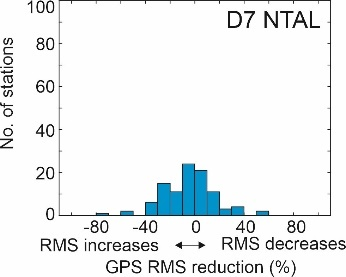 D7 NTAL
No. of stations
100
80
60
40
20
0
-80 -40 0 40 80
RMS increases ↔ RMS decreases
GPS RMS reduction (%)